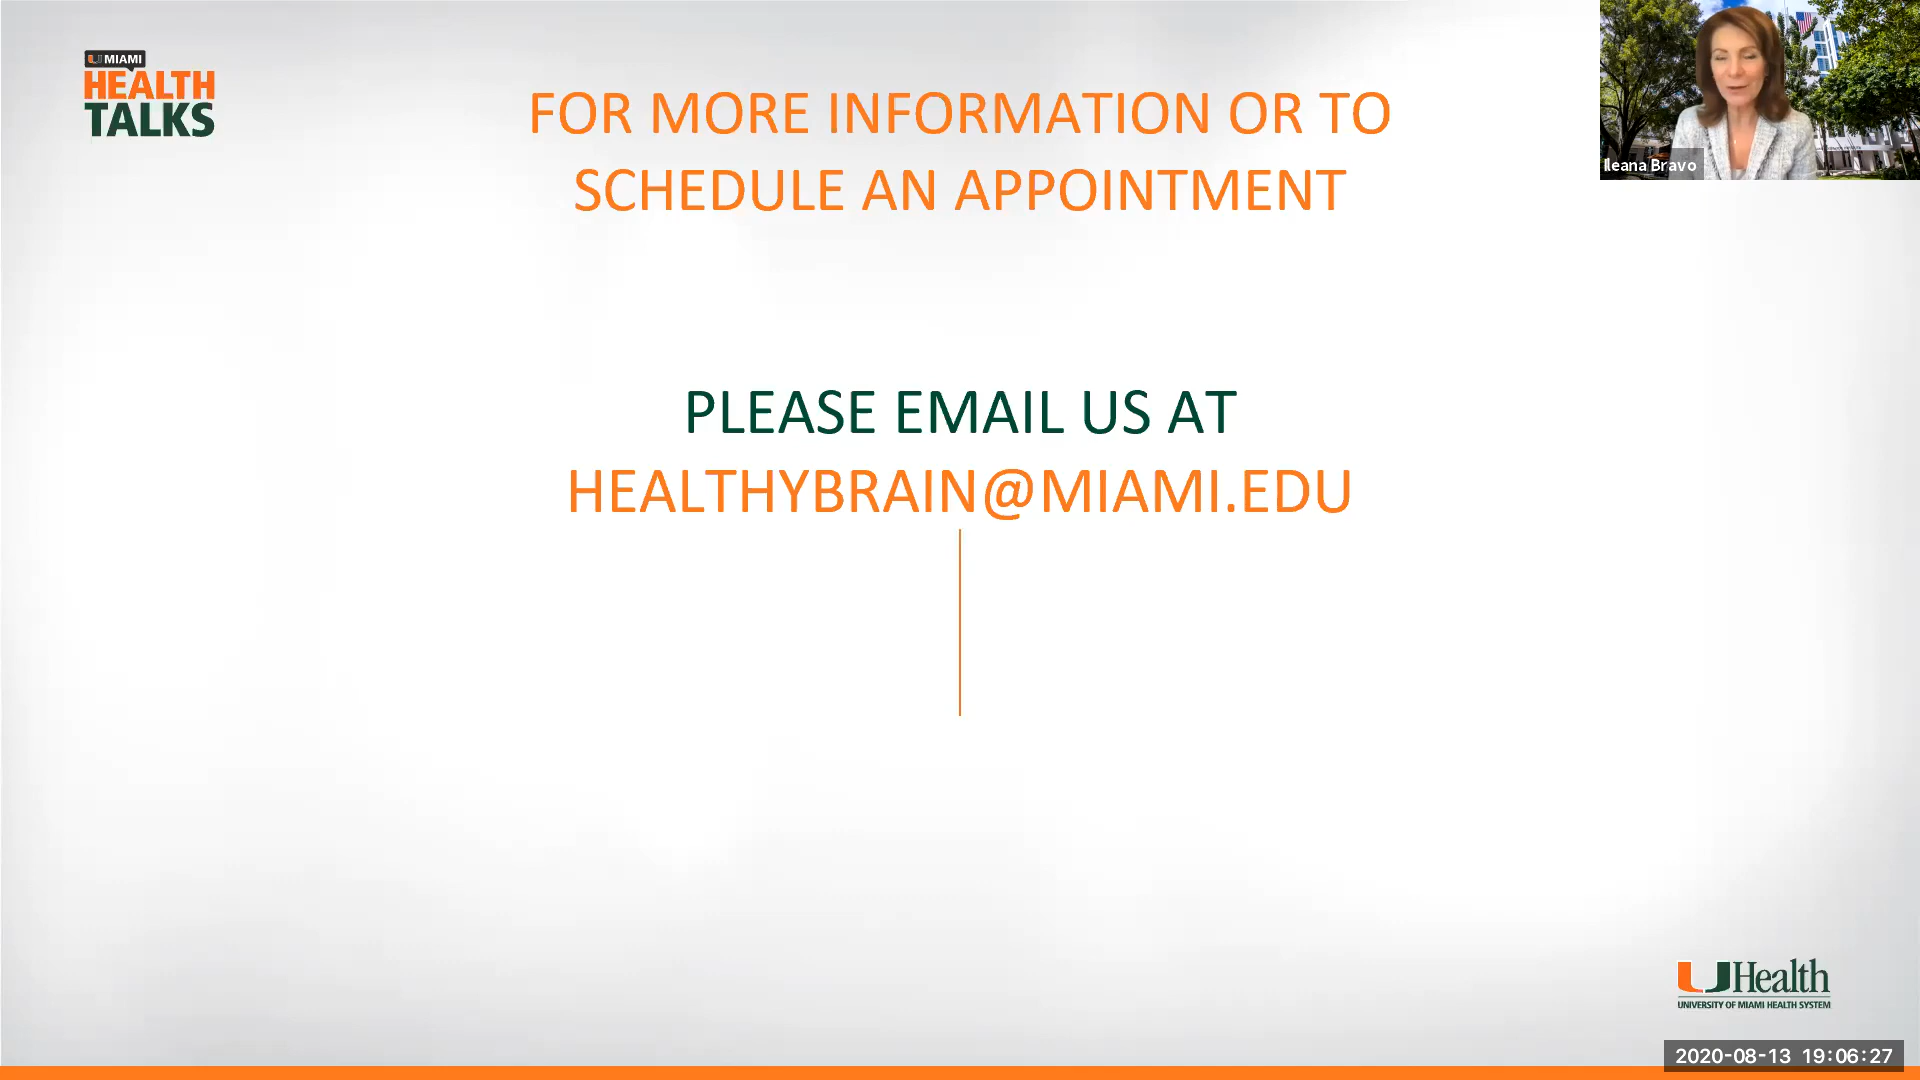 U MIAMI
HEALTH
TALKS
FOR MORE INFORMATION OR TO
SCHEDULE AN APPOINTMENT
Ileana Bravo
PLEASE EMAIL US AT
HEALTHYBRAIN@MIAMI.EDU
UHealth
UNIVERSITY OF MIAMI HEALTH SYSTEM
2020-08-13 19:06:27